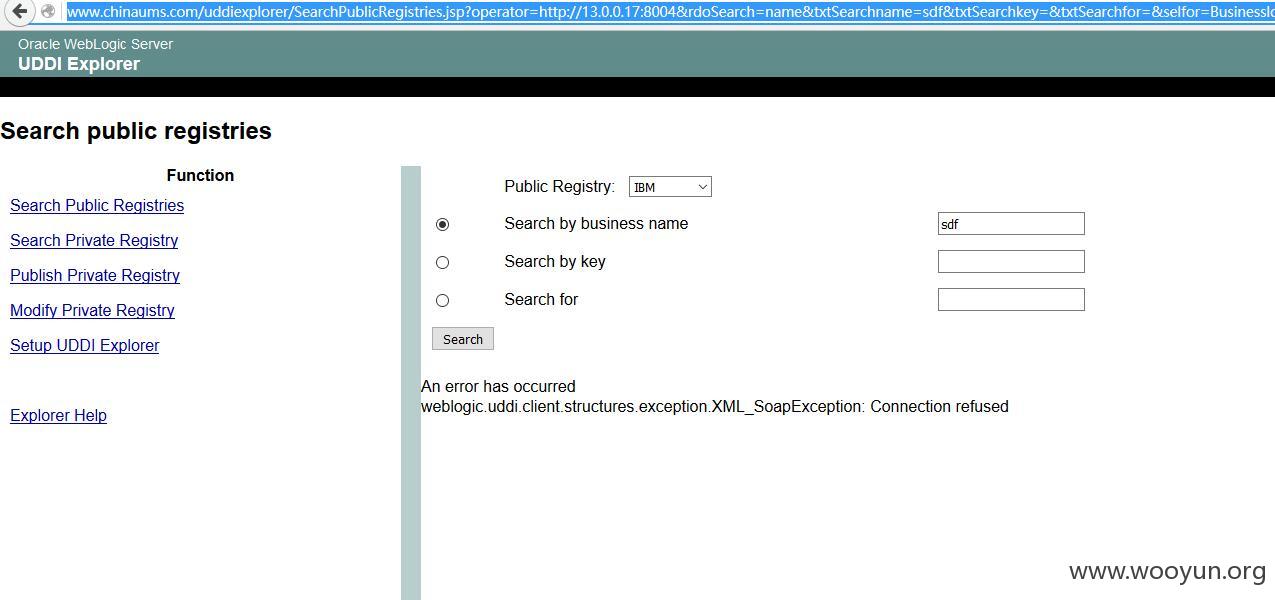 www.chinaums.com/uddiexplorer/SearchPublicRegistries.jsp?operator=http://13.0.0.17:8004&rdoSearch=name&txtSearchname=sdf&txtSearchkey=&txtSearchfor=&selfor=Business
Oracle WebLogic Server
UDDI Explorer
Search public registries
Function
Search Public Registries
Search Private Registry
Publish Private Registry
Modify Private Registry
Setup UDDI Explorer
Explorer Help
Public Registry: IBM
Search by business name sdf
Search by key
Search for
Search
An error has occurred
weblogic.uddi.client.structures.exception.XML_SoapException: Connection refused
www.wooyun.org